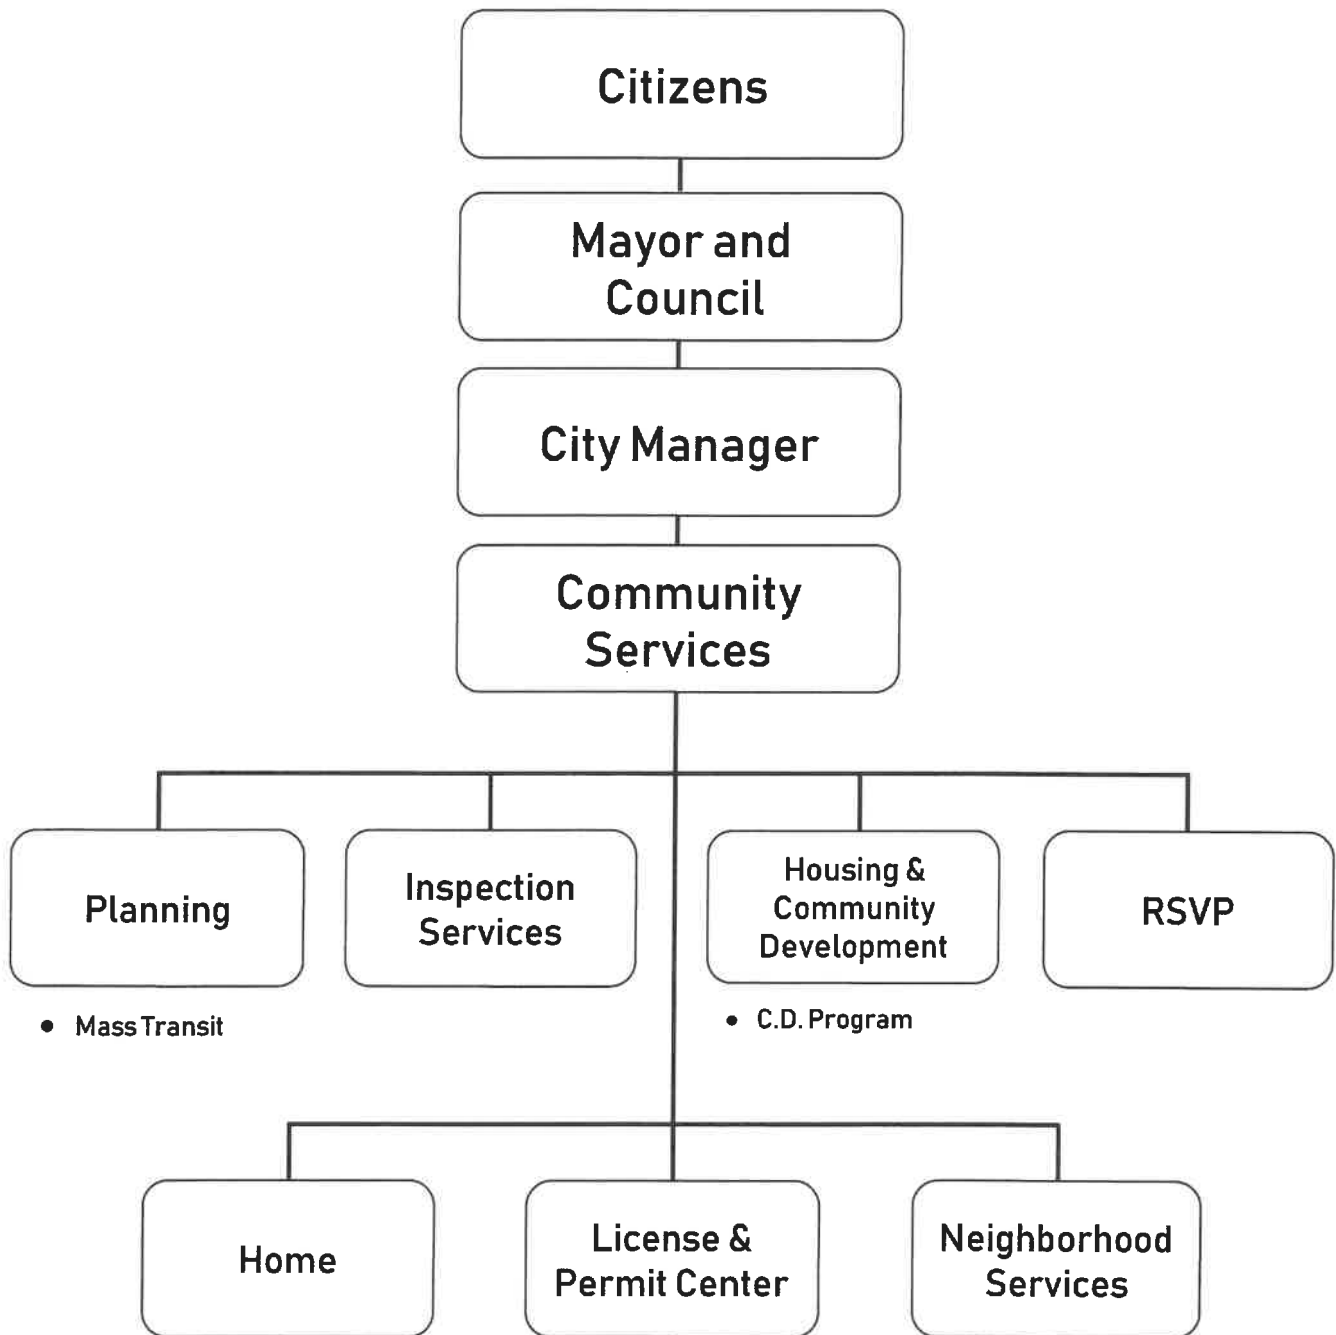 Citizens
Mayor and
Council
City Manager
Community
Services
Planning
Inspection
Services
Housing &
Community
Development
RSVP
• Mass Transit
• C.D. Program
Home
License &
Permit Center
Neighborhood
Services